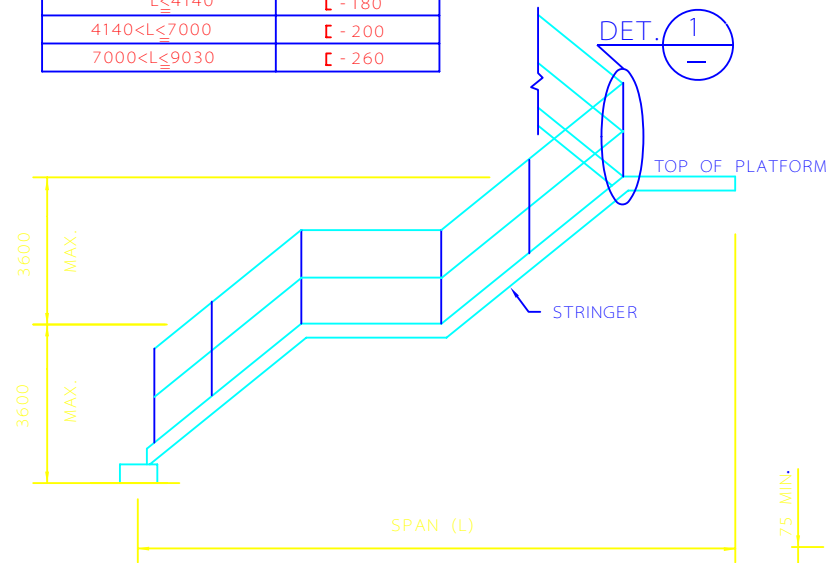 L≦4140 [ - 180
4140<L<7000 [ - 200
7000<L≦9030 [ - 260
DET. 1
—
TOP OF PLATFORM
3600 MAX.
STRINGER
3600 MAX.
SPAN (L)
75 MIN.